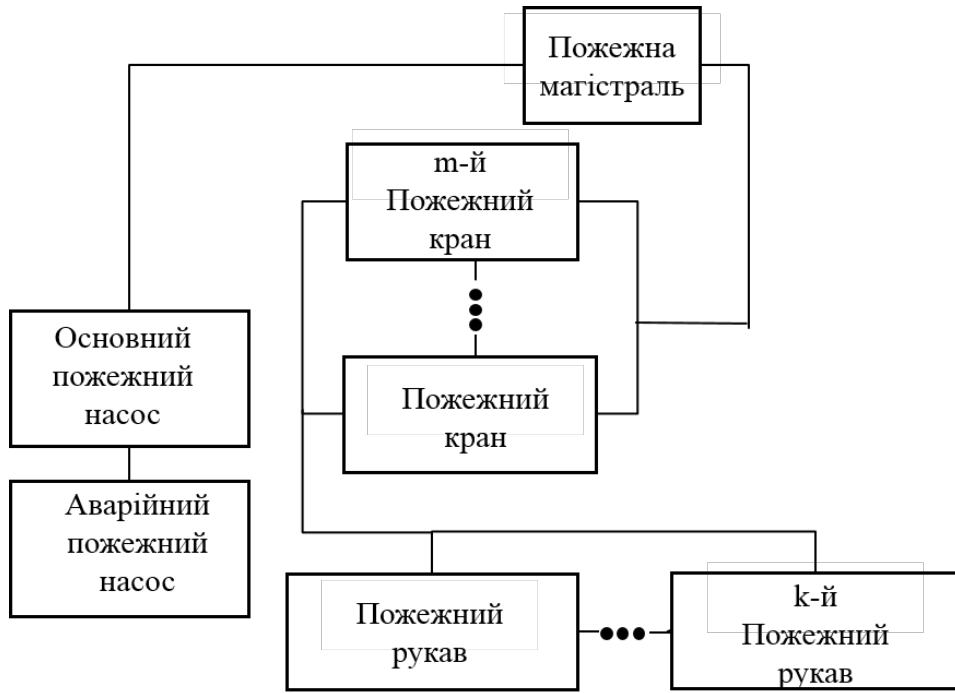 Пожежна
магістраль
m-й
Пожежний
кран
Основний
пожежний
насос
Пожежний
кран
Аварійний
пожежний
насос
Пожежний
рукав
k-й
Пожежний
рукав